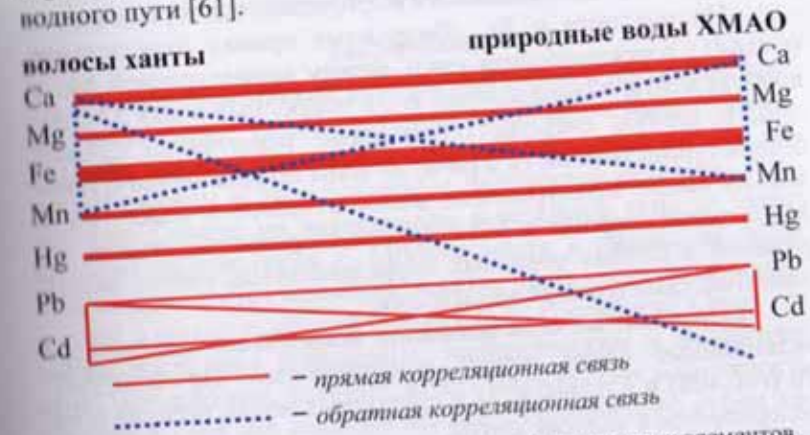 водного пути [61].
волосы ханты
природные воды ХМАО
Ca Ca
Mg Mg
Fe Fe
Mn Mn
Hg Hg
Pb Pb
Cd Cd
– прямая корреляционная связь
– обратная корреляционная связь